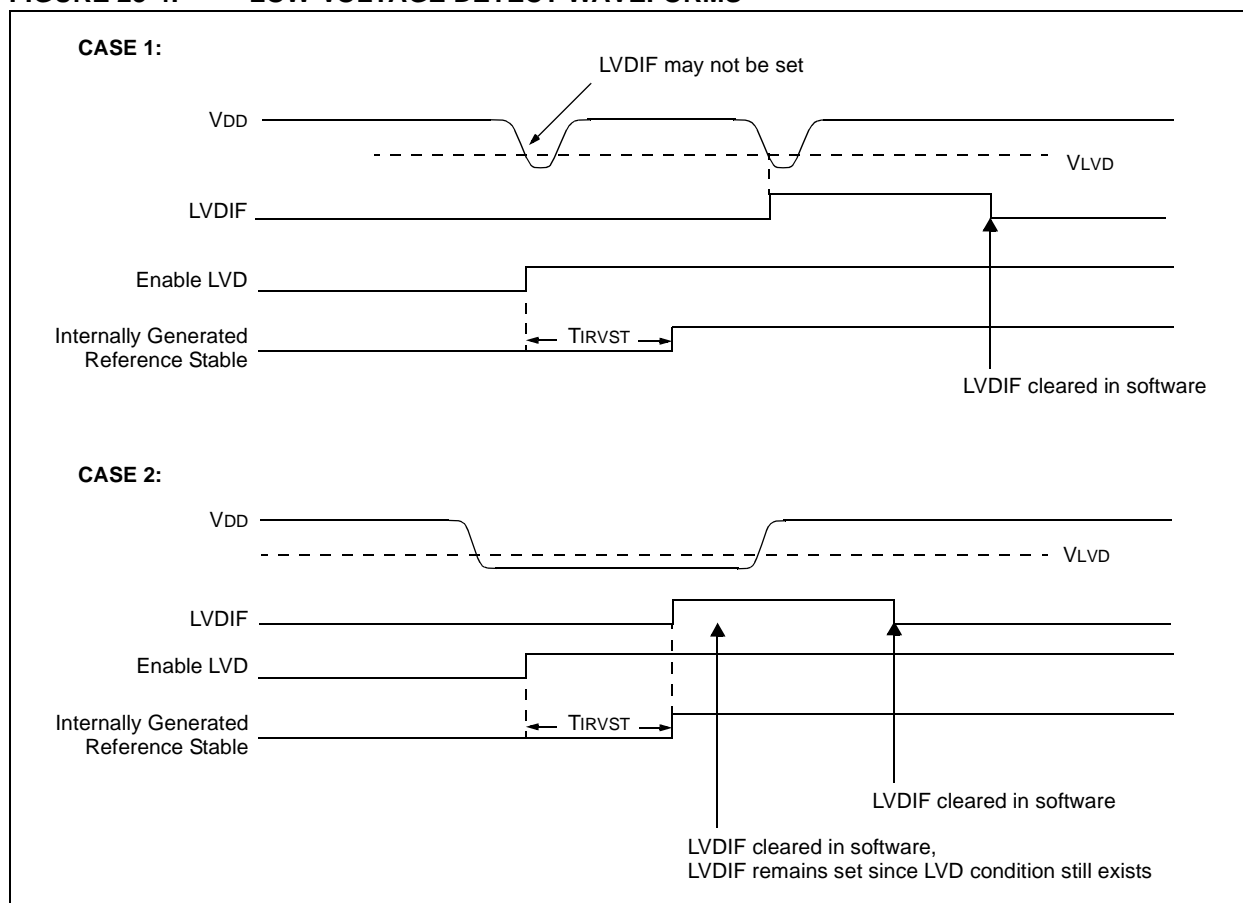 CASE 1:
LVDIF may not be set
VDD
VLVD
LVDIF
Enable LVD
TIRVST
Internally Generated
Reference Stable
LVDIF cleared in software
CASE 2:
VDD
VLVD
LVDIF
Enable LVD
TIRVST
Internally Generated
Reference Stable
LVDIF cleared in software
LVDIF cleared in software,
LVDIF remains set since LVD condition still exists